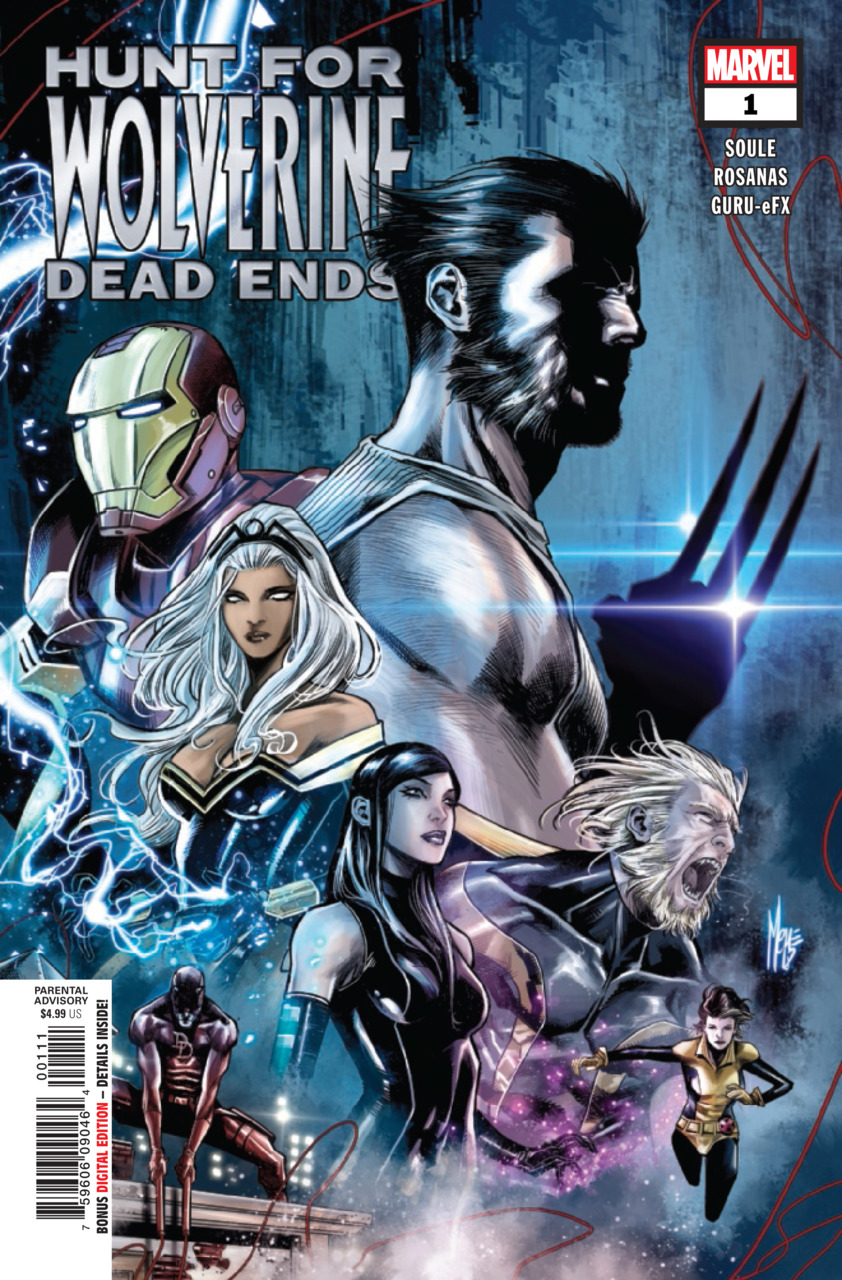 HUNT FOR
WOLVERINE
DEAD ENDS
MARVEL
1
SOULE
ROSANAS
GURU-eFX
DD
PARENTAL
ADVISORY
$4.99 US
00111
7 59606 09046 4
BONUS DIGITAL EDITION – DETAILS INSIDE!